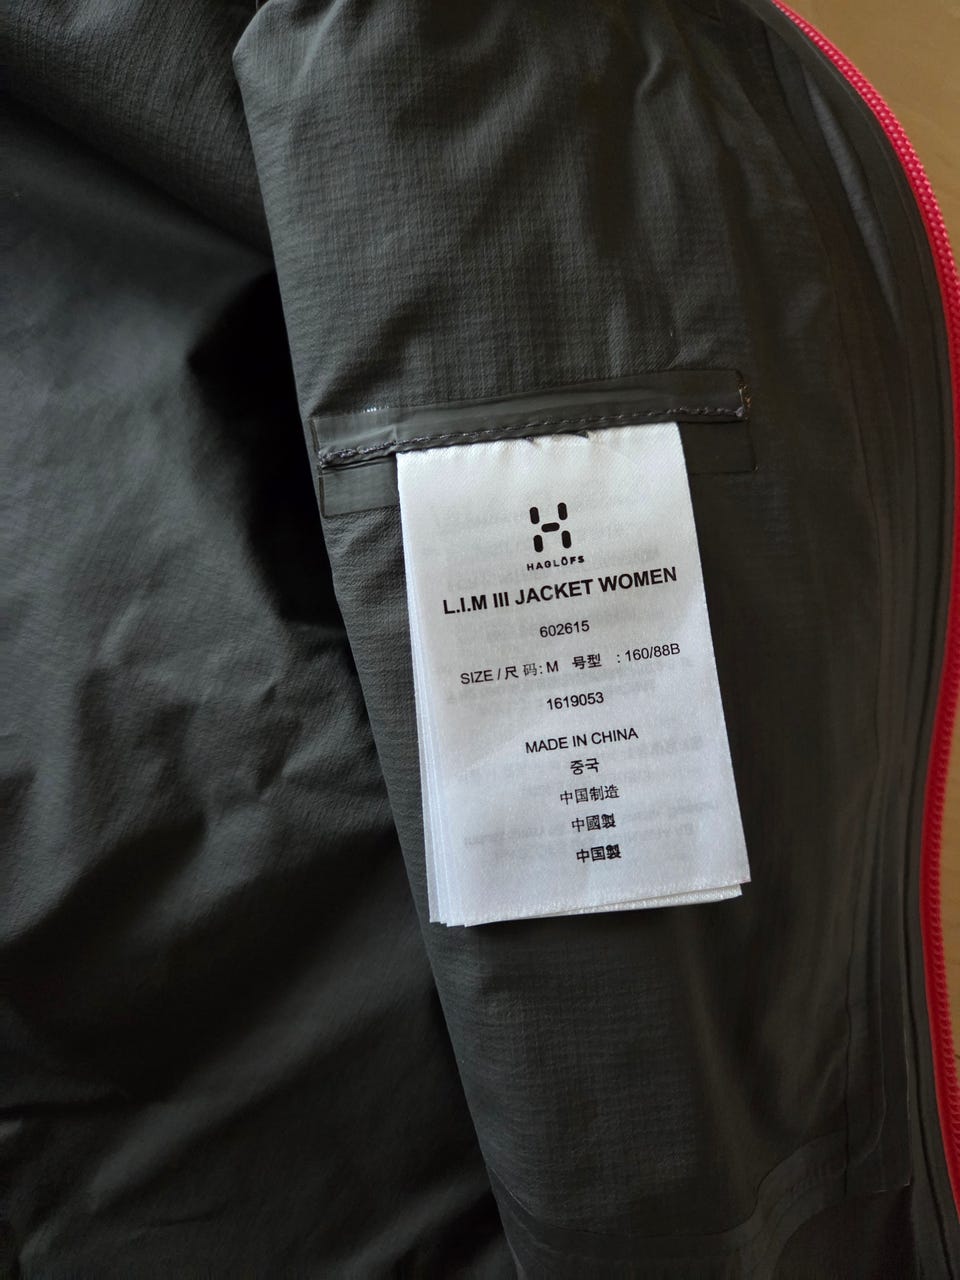 HAGLÖFS
L.I.M III JACKET WOMEN
602615
SIZE / 尺 码: M 号型 : 160/88B
1619053
MADE IN CHINA
중국
中国制造
中國製
中国製